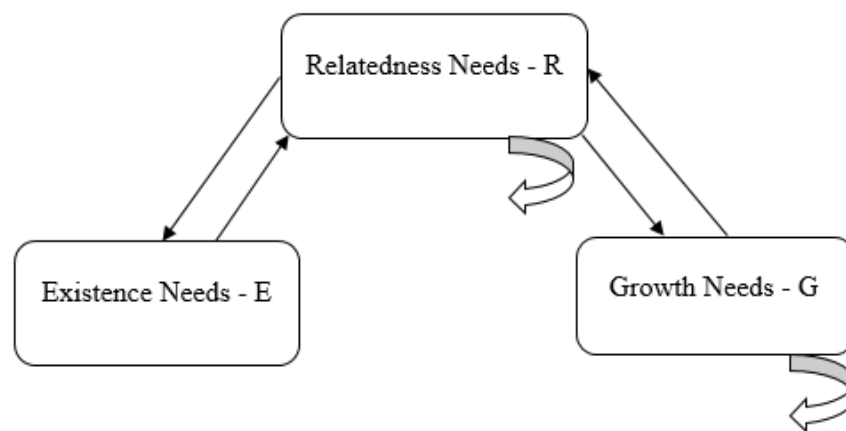 Relatedness Needs - R
Existence Needs - E
Growth Needs - G